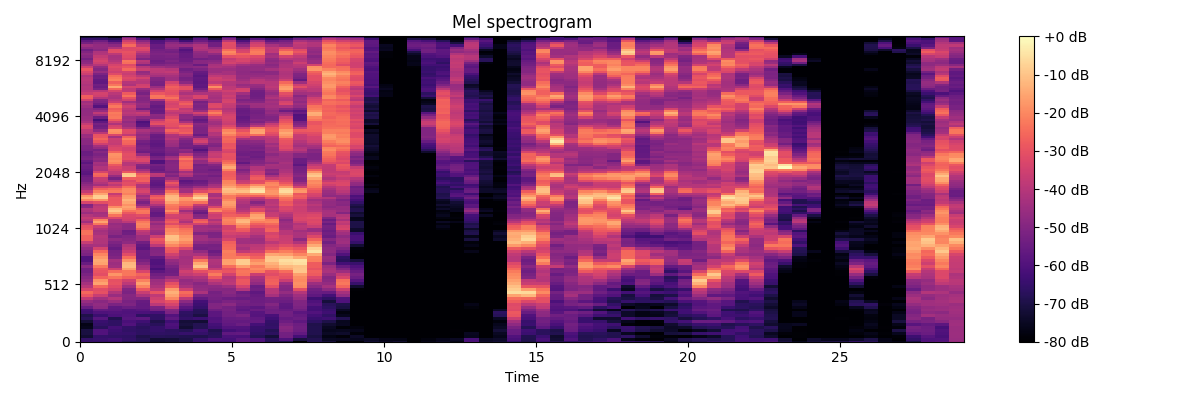 Mel spectrogram
Hz
8192
4096
2048
1024
512
0
0 5 10 15 20 25
Time
+0 dB
-10 dB
-20 dB
-30 dB
-40 dB
-50 dB
-60 dB
-70 dB
-80 dB